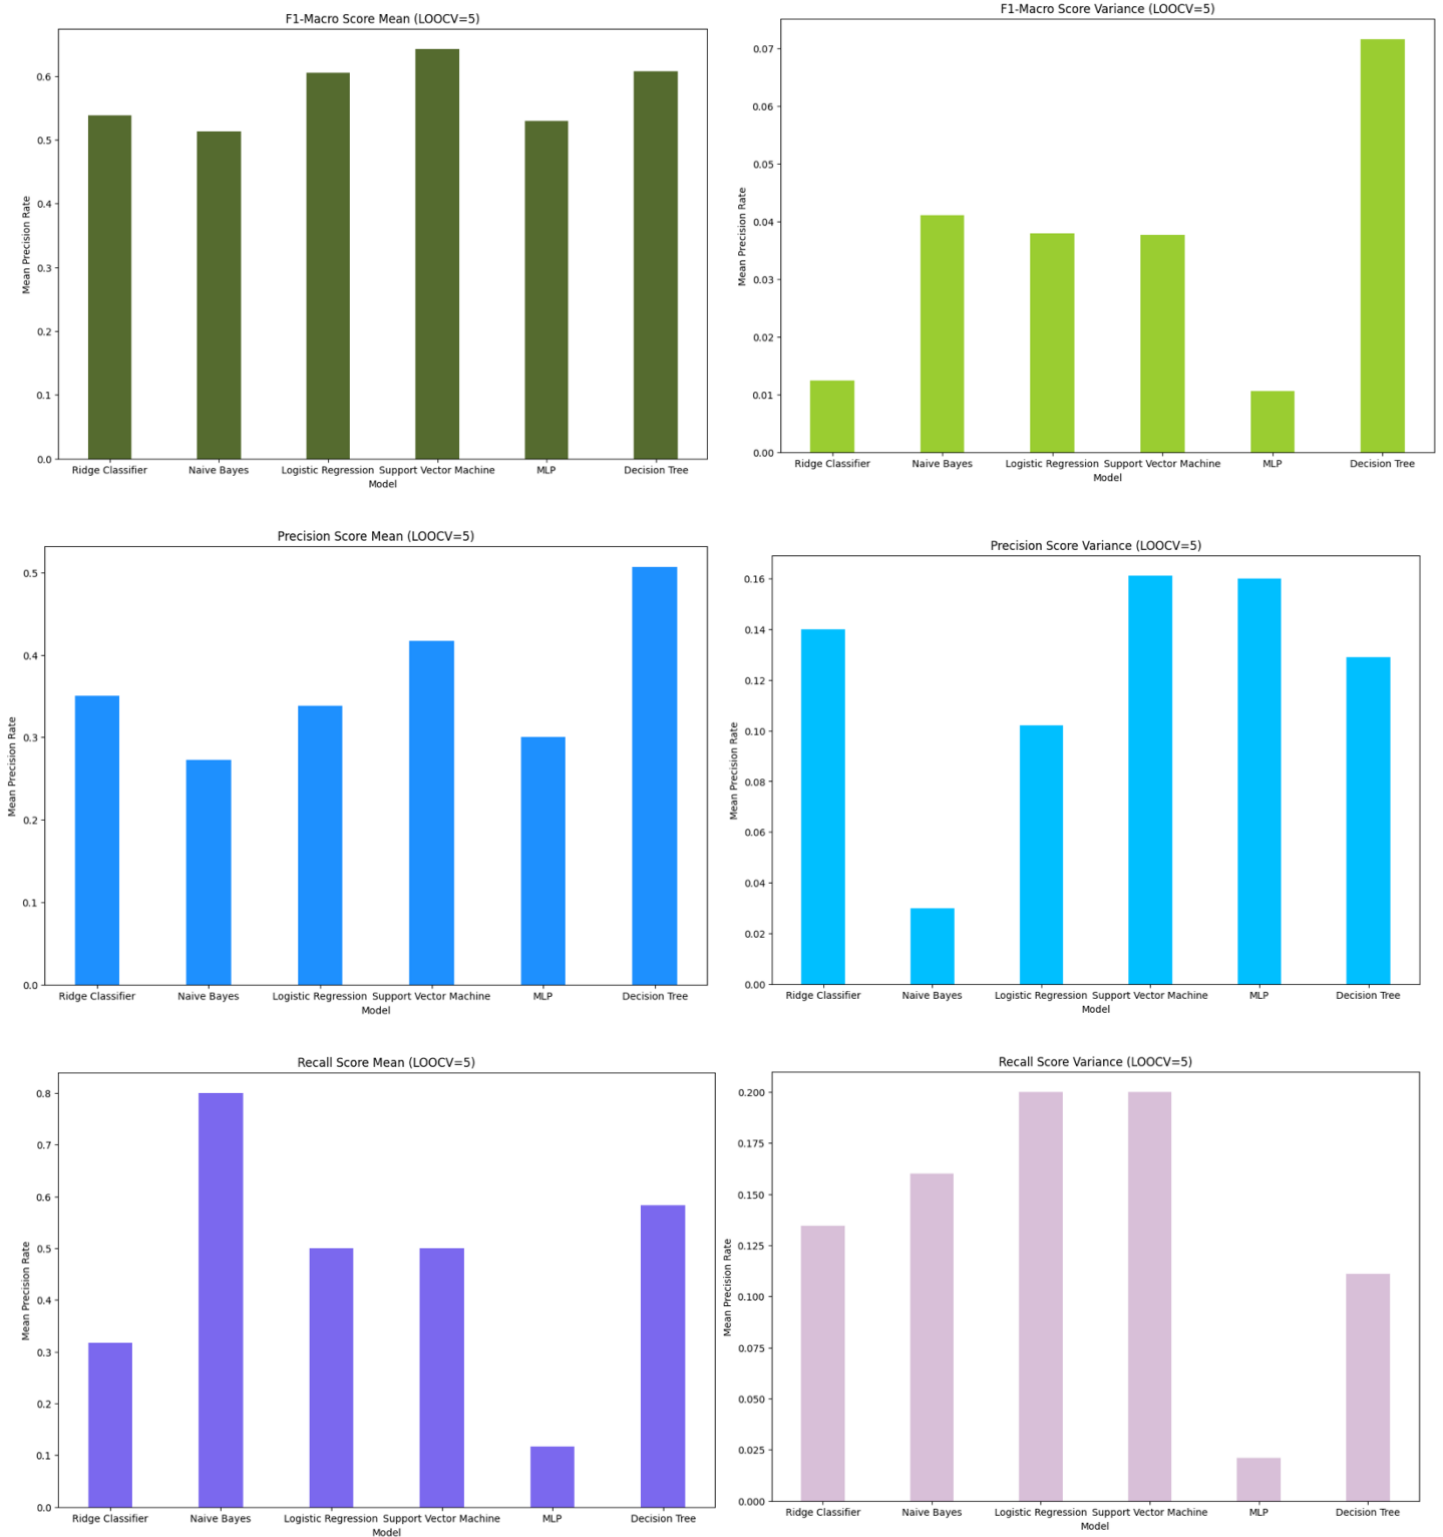 F1-Macro Score Mean (LOOCV=5)
Mean Precision Rate
0.6
0.5
0.4
0.3
0.2
0.1
0.0
Ridge Classifier Naive Bayes Logistic Regression Support Vector Machine MLP Decision Tree
Model
F1-Macro Score Variance (LOOCV=5)
Mean Precision Rate
0.07
0.06
0.05
0.04
0.03
0.02
0.01
0.00
Ridge Classifier Naive Bayes Logistic Regression Support Vector Machine MLP Decision Tree
Model
Precision Score Mean (LOOCV=5)
Mean Precision Rate
0.5
0.4
0.3
0.2
0.1
0.0
Ridge Classifier Naive Bayes Logistic Regression Support Vector Machine MLP Decision Tree
Model
Precision Score Variance (LOOCV=5)
Mean Precision Rate
0.16
0.14
0.12
0.10
0.08
0.06
0.04
0.02
0.00
Ridge Classifier Naive Bayes Logistic Regression Support Vector Machine MLP Decision Tree
Model
Recall Score Mean (LOOCV=5)
Mean Precision Rate
0.8
0.7
0.6
0.5
0.4
0.3
0.2
0.1
0.0
Ridge Classifier Naive Bayes Logistic Regression Support Vector Machine MLP Decision Tree
Model
Recall Score Variance (LOOCV=5)
Mean Precision Rate
0.200
0.175
0.150
0.125
0.100
0.075
0.050
0.025
0.000
Ridge Classifier Naive Bayes Logistic Regression Support Vector Machine MLP Decision Tree
Model